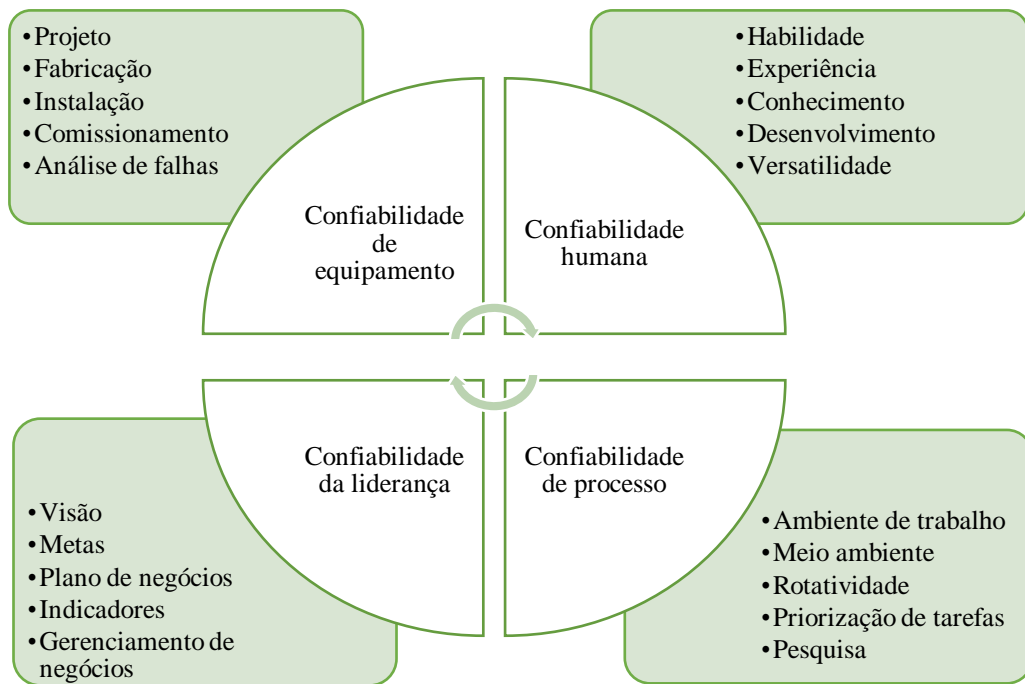 •Projeto
•Fabricação
•Instalação
•Comissionamento
•Análise de falhas
•Habilidade
•Experiência
•Conhecimento
•Desenvolvimento
•Versatilidade
Confiabilidade
de
equipamento
Confiabilidade
humana
Confiabilidade
da liderança
Confiabilidade
de processo
•Visão
•Metas
•Plano de negócios
•Indicadores
•Gerenciamento de
negócios
•Ambiente de trabalho
•Meio ambiente
•Rotatividade
•Priorização de tarefas
•Pesquisa